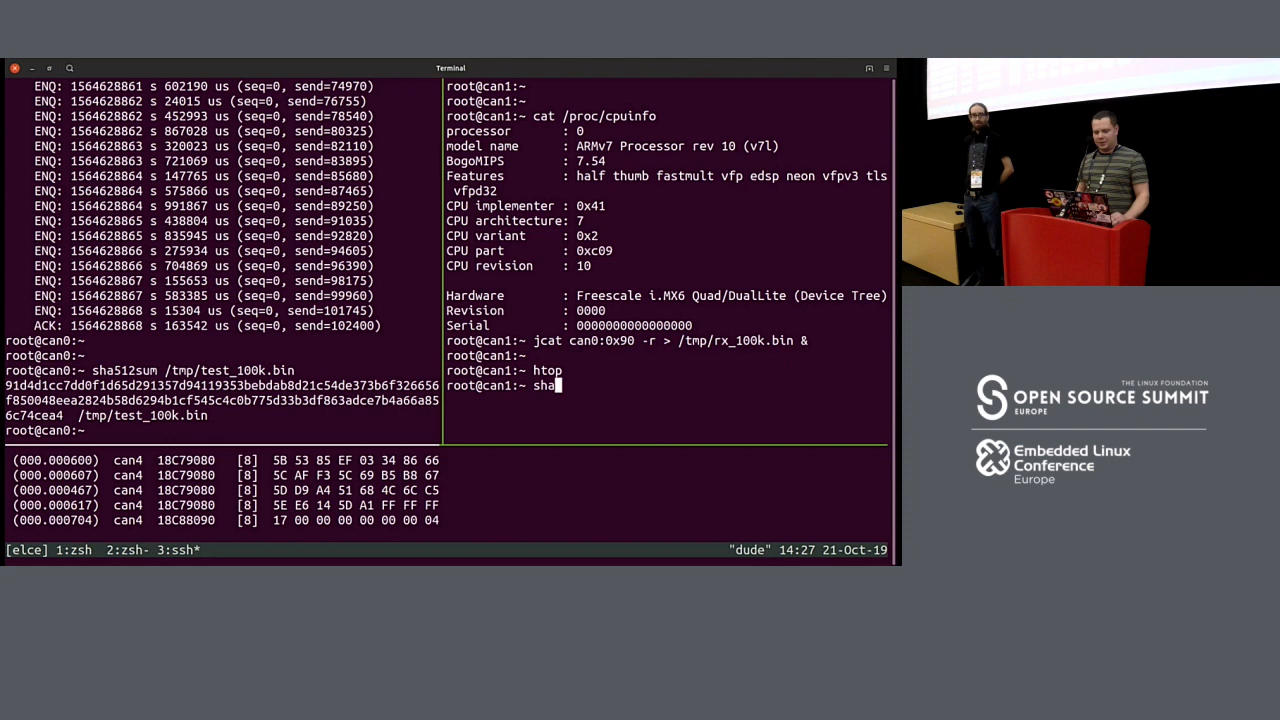 Terminal
ENQ: 1564628861 s 602190 us (seq=0, send=74970)
ENQ: 1564628862 s 24015 us (seq=0, send=76755)
ENQ: 1564628862 s 452993 us (seq=0, send=78540)
ENQ: 1564628862 s 867028 us (seq=0, send=80325)
ENQ: 1564628863 s 320023 us (seq=0, send=82110)
ENQ: 1564628863 s 721069 us (seq=0, send=83895)
ENQ: 1564628864 s 147765 us (seq=0, send=85680)
ENQ: 1564628864 s 575866 us (seq=0, send=87465)
ENQ: 1564628864 s 991867 us (seq=0, send=89250)
ENQ: 1564628865 s 438804 us (seq=0, send=91035)
ENQ: 1564628865 s 835945 us (seq=0, send=92820)
ENQ: 1564628866 s 275934 us (seq=0, send=94605)
ENQ: 1564628866 s 704869 us (seq=0, send=96390)
ENQ: 1564628867 s 155653 us (seq=0, send=98175)
ENQ: 1564628867 s 583385 us (seq=0, send=99960)
ENQ: 1564628868 s 15304 us (seq=0, send=101745)
ACK: 1564628868 s 163542 us (seq=0, send=102400)
root@can0:~
root@can0:~
root@can0:~ sha512sum /tmp/test_100k.bin
91d4d1cc7dd0f1d65d291357d94119353bebdab8d21c54de373b6f326656
f850048eea2824b58d6294b1cf545c4c0b775d33b3df863adce7b4a66a85
6c74cea4  /tmp/test_100k.bin
root@can0:~
root@can1:~
root@can1:~
root@can1:~ cat /proc/cpuinfo
processor       : 0
model name      : ARMv7 Processor rev 10 (v7l)
BogoMIPS        : 7.54
Features        : half thumb fastmult vfp edsp neon vfpv3 tls
vfpd32
CPU implementer : 0x41
CPU architecture: 7
CPU variant     : 0x2
CPU part        : 0xc09
CPU revision    : 10
Hardware        : Freescale i.MX6 Quad/DualLite (Device Tree)
Revision        : 0000
Serial          : 0000000000000000
root@can1:~ jcat can0:0x90 -r > /tmp/rx_100k.bin &
root@can1:~
root@can1:~ htop
root@can1:~ sha
(000.000600)  can4  18C79080   [8]  5B 53 85 EF 03 34 86 66
(000.000607)  can4  18C79080   [8]  5C AF F3 5C 69 B5 B8 67
(000.000467)  can4  18C79080   [8]  5D D9 A4 51 68 4C 6C C5
(000.000617)  can4  18C79080   [8]  5E E6 14 5D A1 FF FF FF
(000.000704)  can4  18C88090   [8]  17 00 00 00 00 00 00 04
[elce] 1:zsh  2:zsh- 3:ssh*
"dude" 14:27 21-Oct-19
THE LINUX FOUNDATION
OPEN SOURCE SUMMIT
EUROPE
Embedded Linux
Conference
Europe